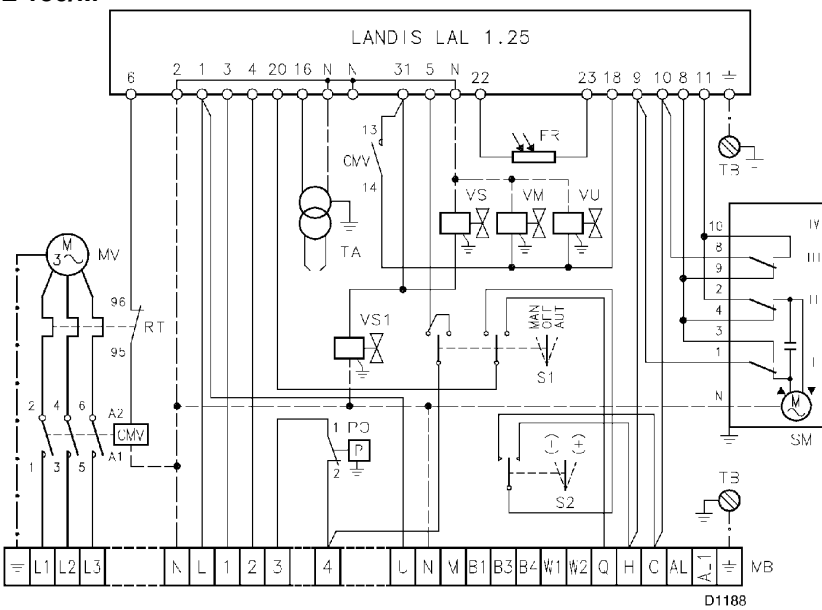 LANDIS LAL 1.25
6 2 1 3 4 20 16 N N 31 5 N 22 23 18 9 10 8 11
13
CMV
14
FR
TB
TA
VS VM VU
10 IV
8 III
9
2 II
4
3
1 I
N
M
SM
M
3~
MV
96
RT
95
VS1
MAN
OFF
AUT
S1
2 4 6 A2
CMV
1 3 5 A1
1 PO
P
2
(–) (+)
S2
TB
L1 L2 L3 N L 1 2 3 4 U N M B1 B3 B4 W1 W2 Q H C AL AL1 MB
D1188